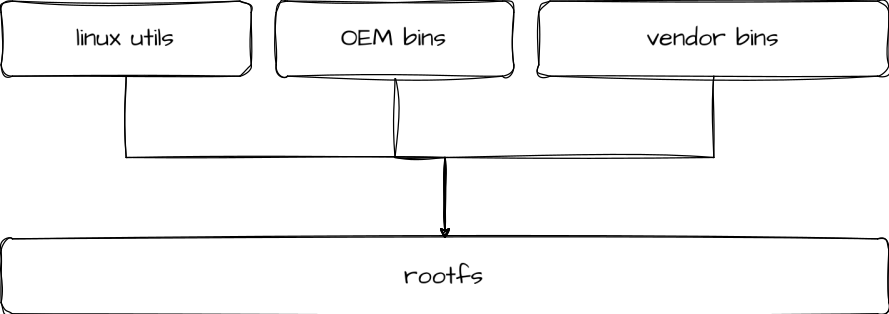 linux utils
OEM bins
vendor bins
rootfs